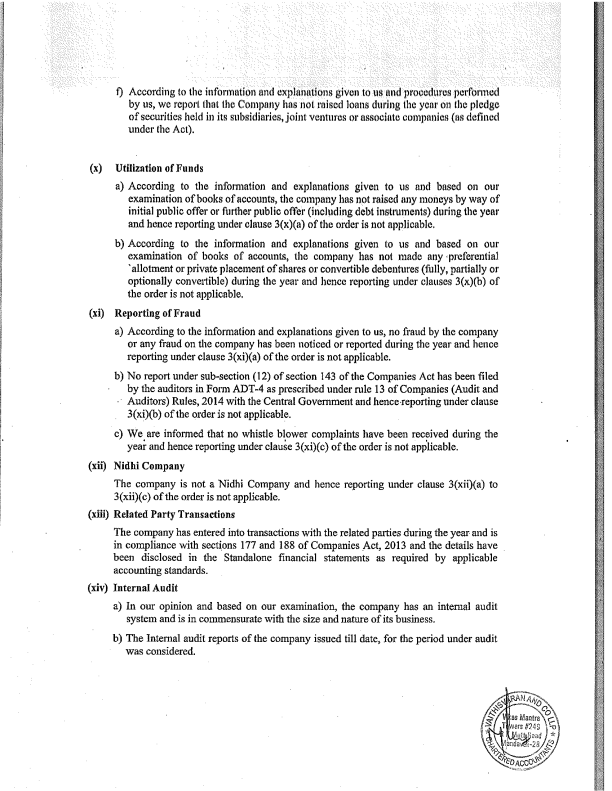 f) According to the information and explanations given to us and procedures performed
by us, we report that the Company has not raised loans during the year on the pledge
of securities held in its subsidiaries, joint ventures or associate companies (as defined
under the Act).
(x) Utilization of Funds
a) According to the information and explanations given to us and based on our
examination of books of accounts, the company has not raised any moneys by way of
initial public offer or further public offer (including debt instruments) during the year
and hence reporting under clause 3(x)(a) of the order is not applicable.
b) According to the information and explanations given to us and based on our
examination of books of accounts, the company has not made any preferential
allotment or private placement of shares or convertible debentures (fully, partially or
optionally convertible) during the year and hence reporting under clauses 3(x)(b) of
the order is not applicable.
(xi) Reporting of Fraud
a) According to the information and explanations given to us, no fraud by the company
or any fraud on the company has been noticed or reported during the year and hence
reporting under clause 3(xi)(a) of the order is not applicable.
b) No report under sub-section (12) of section 143 of the Companies Act has been filed
by the auditors in Form ADT-4 as prescribed under rule 13 of Companies (Audit and
Auditors) Rules, 2014 with the Central Government and hence reporting under clause
3(xi)(b) of the order is not applicable.
c) We are informed that no whistle blower complaints have been received during the
year and hence reporting under clause 3(xi)(c) of the order is not applicable.
(xii) Nidhi Company
The company is not a Nidhi Company and hence reporting under clause 3(xii)(a) to
3(xii)(c) of the order is not applicable.
(xiii) Related Party Transactions
The company has entered into transactions with the related parties during the year and is
in compliance with sections 177 and 188 of Companies Act, 2013 and the details have
been disclosed in the Standalone financial statements as required by applicable
accounting standards.
(xiv) Internal Audit
a) In our opinion and based on our examination, the company has an internal audit
system and is in commensurate with the size and nature of its business.
b) The Internal audit reports of the company issued till date, for the period under audit
was considered.
VAITHISVARAN AND CO LLP
Mantra
#249
Road
CHARTERED ACCOUNTANTS